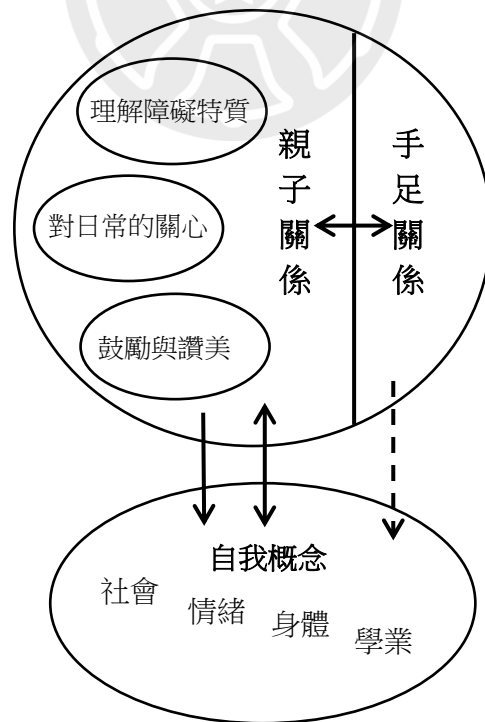 理解障礙特質
對日常的關心
鼓勵與讚美
親子關係
手足關係
自我概念
社會
情緒
身體
學業